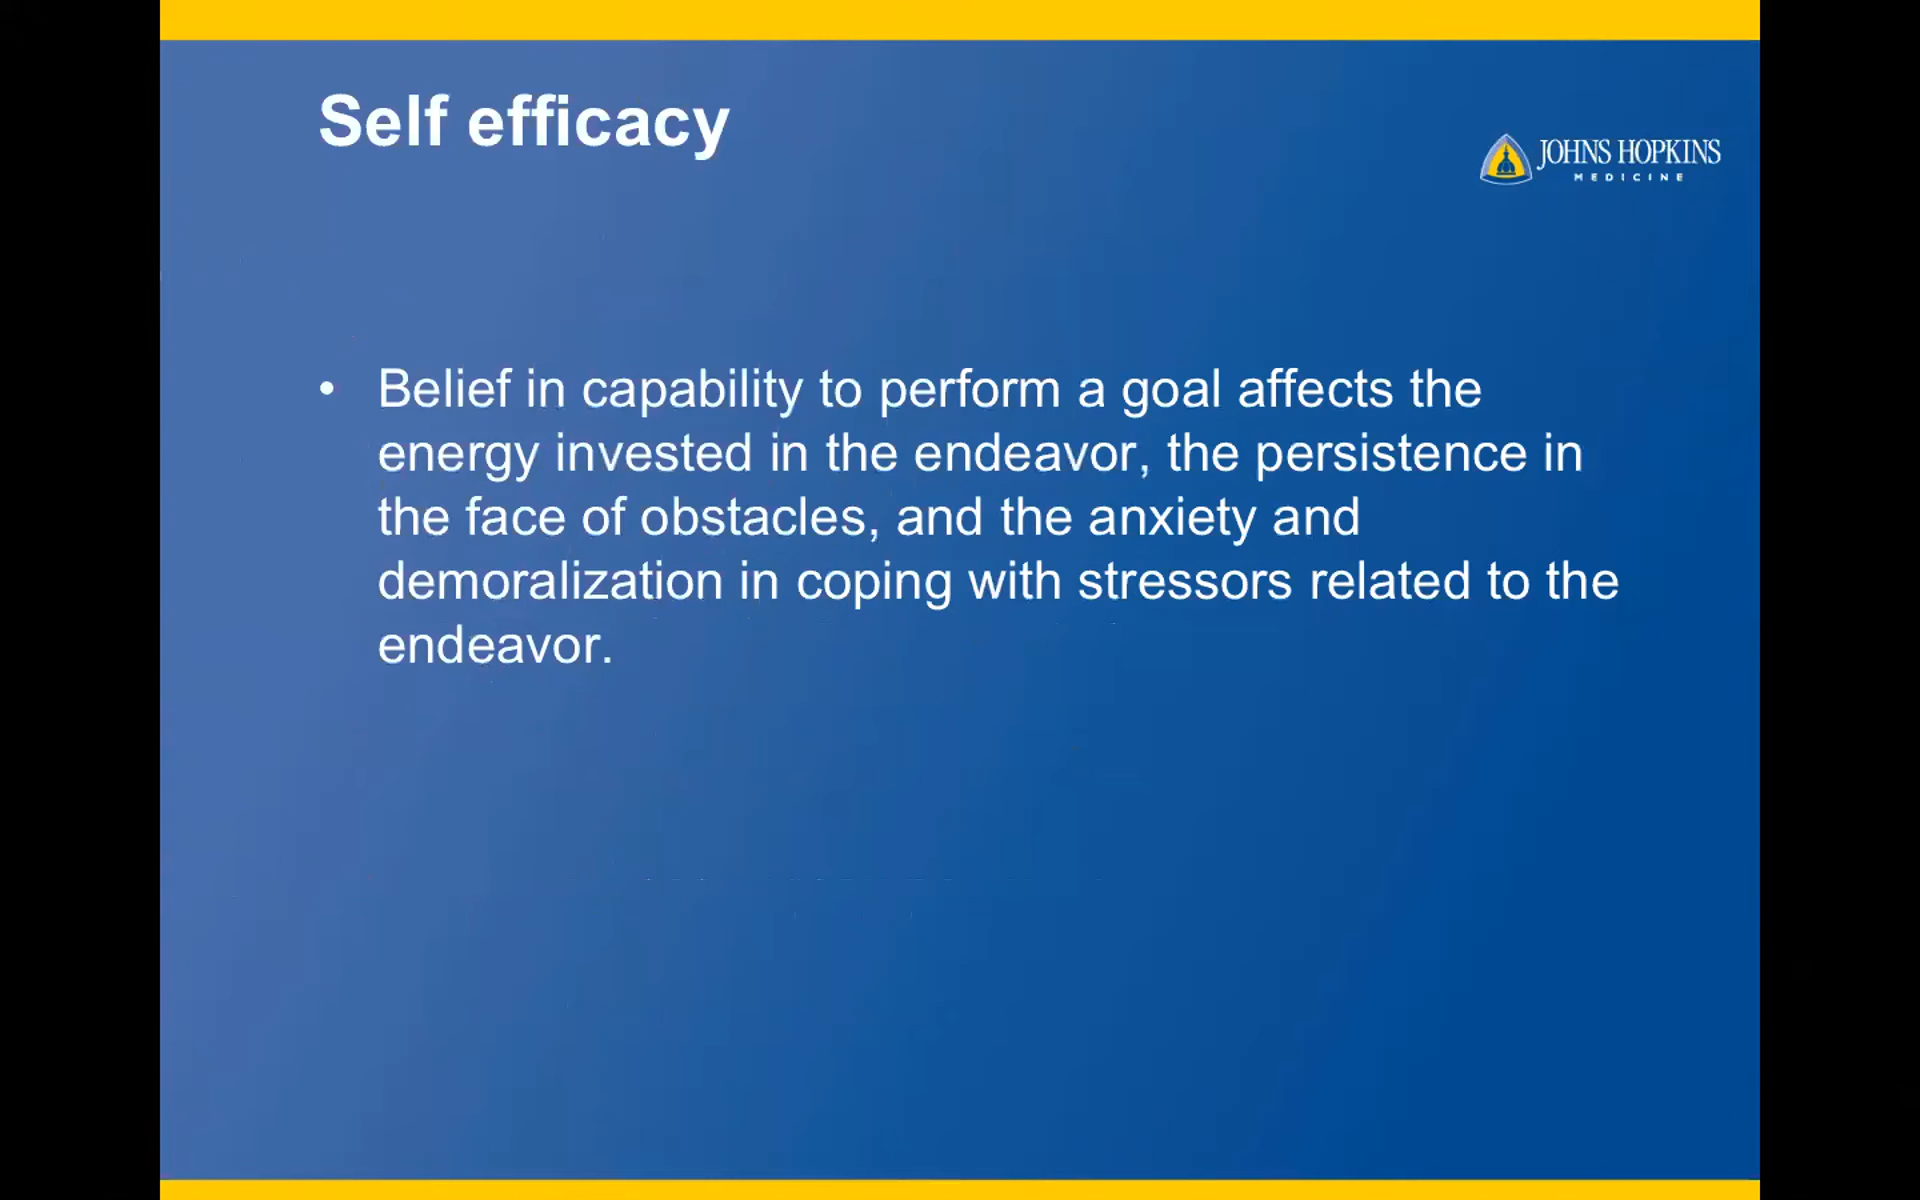 Self efficacy
JOHNS HOPKINS
MEDICINE
• Belief in capability to perform a goal affects the
energy invested in the endeavor, the persistence in
the face of obstacles, and the anxiety and
demoralization in coping with stressors related to the
endeavor.